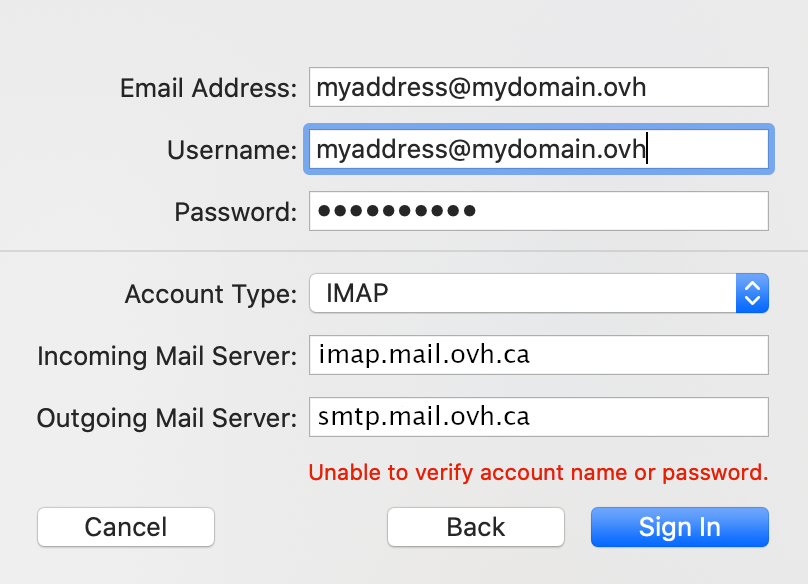 Email Address: myaddress@mydomain.ovh
Username: myaddress@mydomain.ovh
Password: ••••••••••
Account Type: IMAP
Incoming Mail Server: imap.mail.ovh.ca
Outgoing Mail Server: smtp.mail.ovh.ca
Unable to verify account name or password.
Cancel Back Sign In